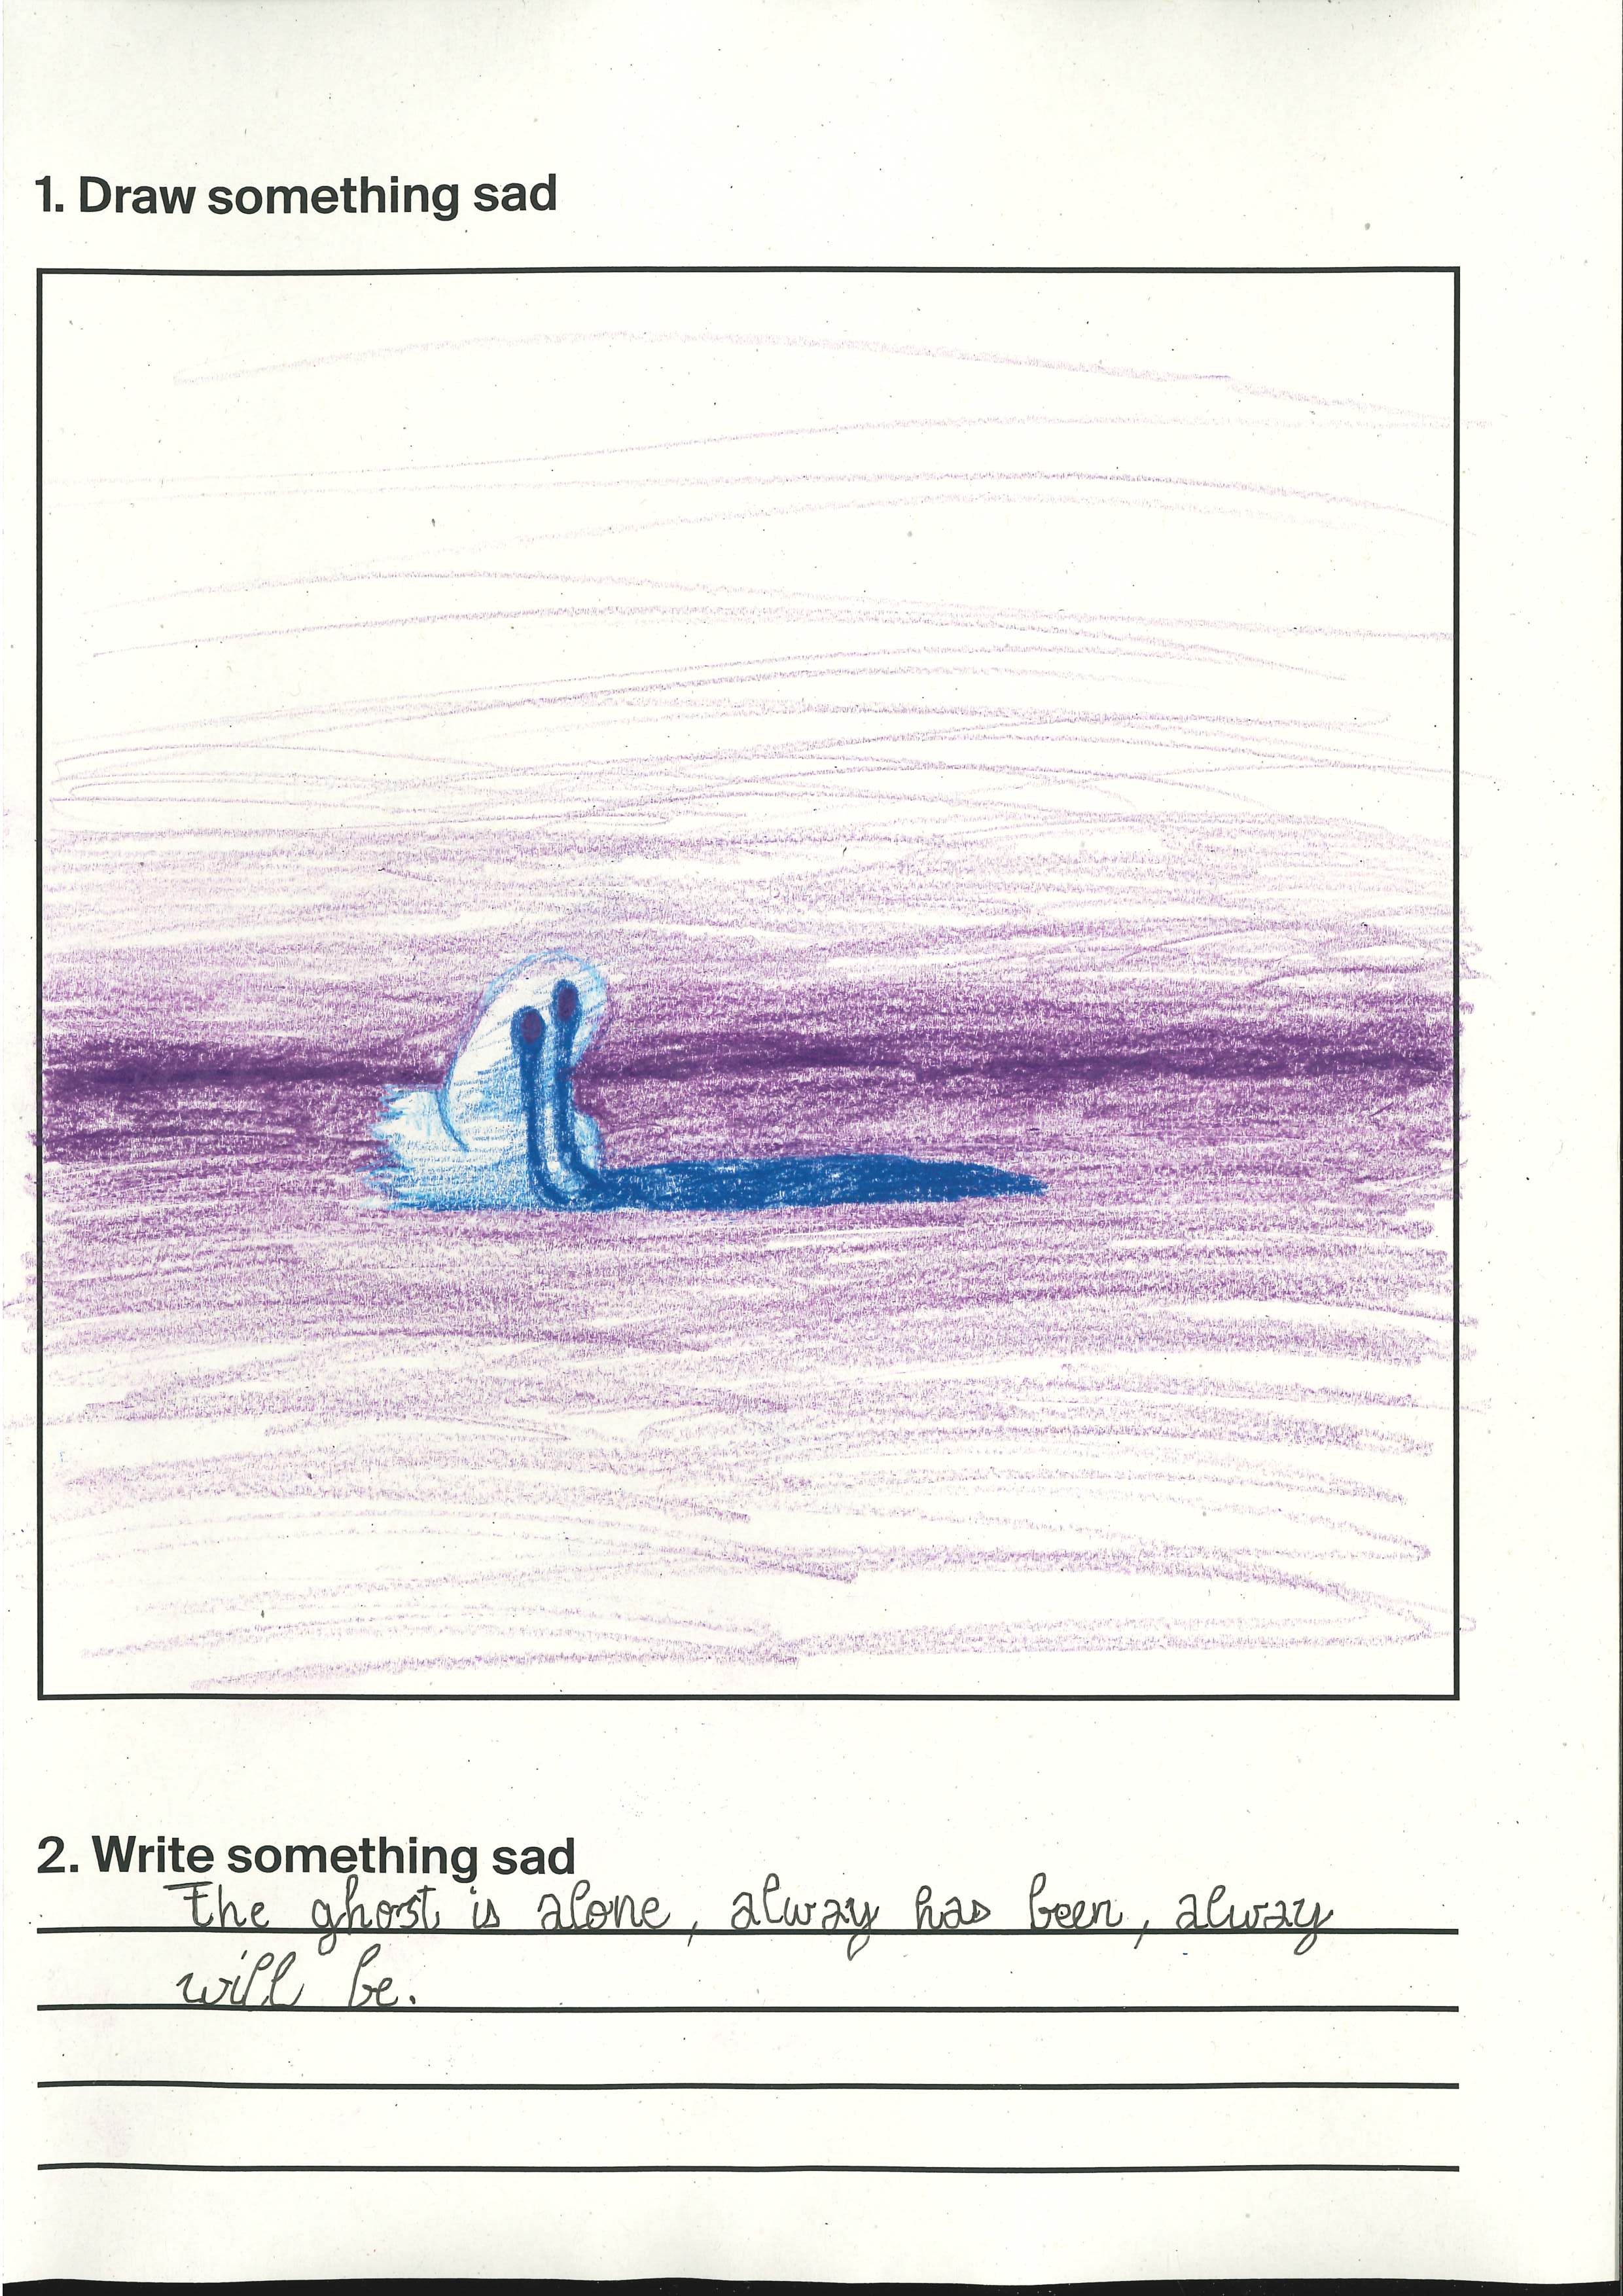 1. Draw something sad
2. Write something sad
The ghost is alone, alway has been, alway
will be.